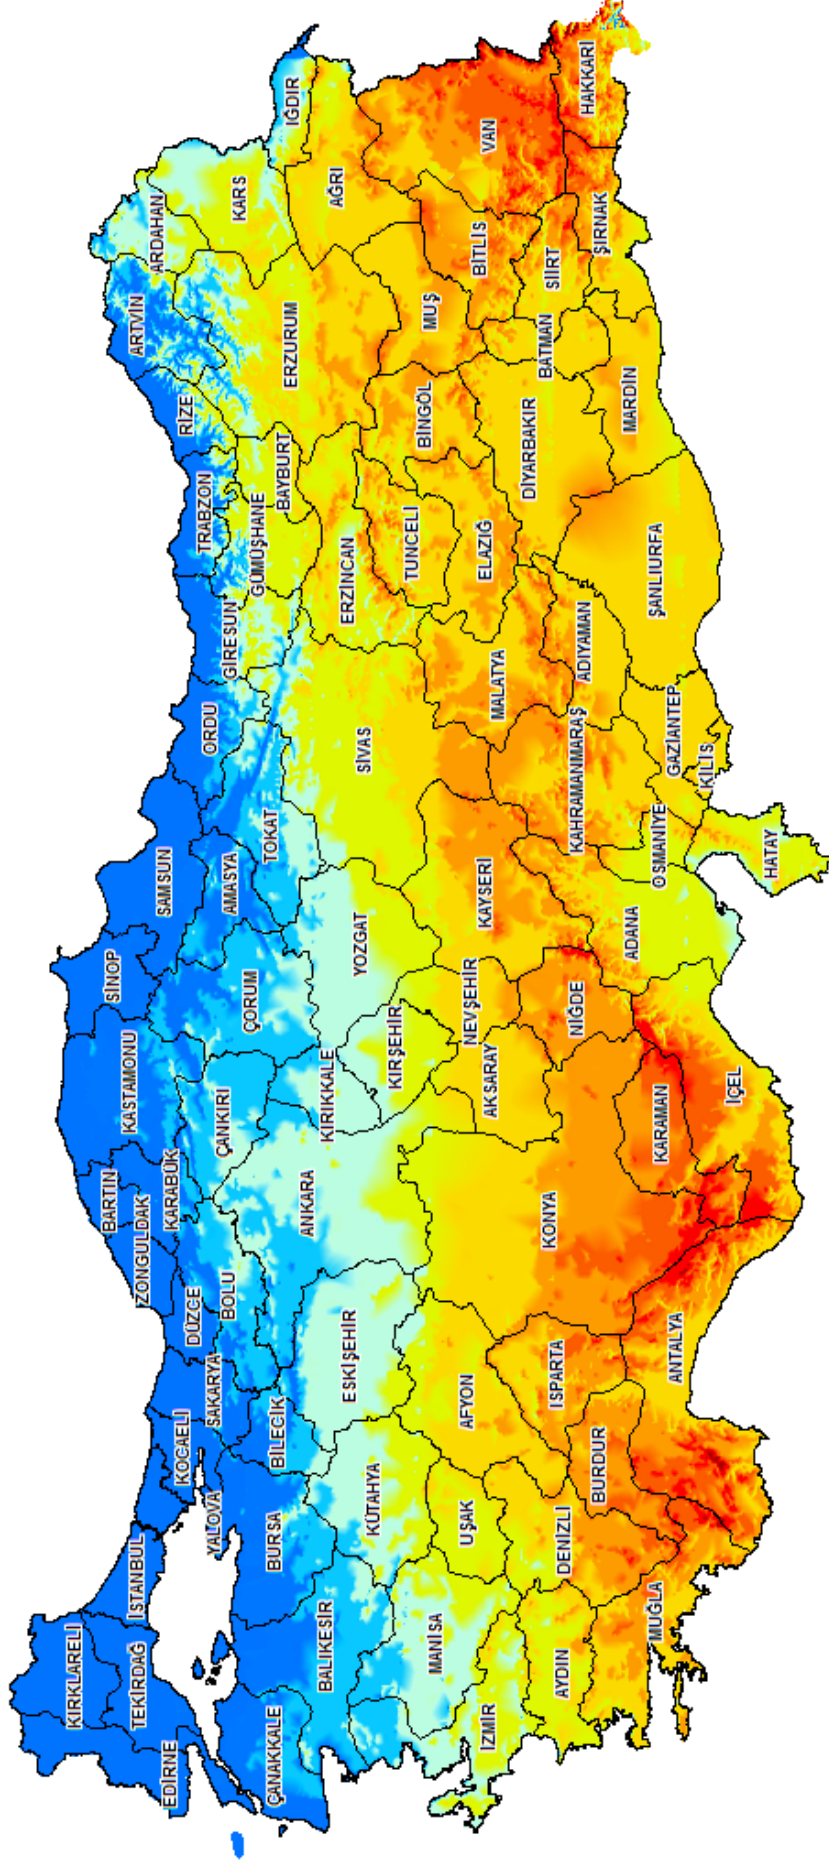 KIRKLARELİ
EDİRNE
TEKİRDAĞ
İSTANBUL
KOCAELİ
YALOVA
SAKARYA
DÜZCE
ZONGULDAK
BARTIN
KARABÜK
KASTAMONU
SİNOP
SAMSUN
ORDU
GİRESUN
TRABZON
RİZE
ARTVİN
ARDAHAN
ÇANAKKALE
BALIKESİR
BURSA
BİLECİK
BOLU
ÇANKIRI
ÇORUM
AMASYA
TOKAT
GÜMÜŞHANE
BAYBURT
ERZURUM
KARS
IĞDIR
KÜTAHYA
ESKİŞEHİR
ANKARA
KIRIKKALE
KIRŞEHİR
YOZGAT
SİVAS
ERZİNCAN
TUNCELİ
BİNGÖL
MUŞ
AĞRI
MANİSA
İZMİR
UŞAK
AFYON
AKSARAY
NEVŞEHİR
KAYSERİ
MALATYA
ELAZIĞ
DİYARBAKIR
BATMAN
SİİRT
BİTLİS
VAN
AYDIN
DENİZLİ
BURDUR
ISPARTA
KONYA
NİĞDE
KAHRAMANMARAŞ
ADIYAMAN
ŞANLIURFA
MARDİN
ŞIRNAK
HAKKARİ
MUĞLA
ANTALYA
KARAMAN
İÇEL
ADANA
OSMANİYE
GAZİANTEP
KİLİS
HATAY